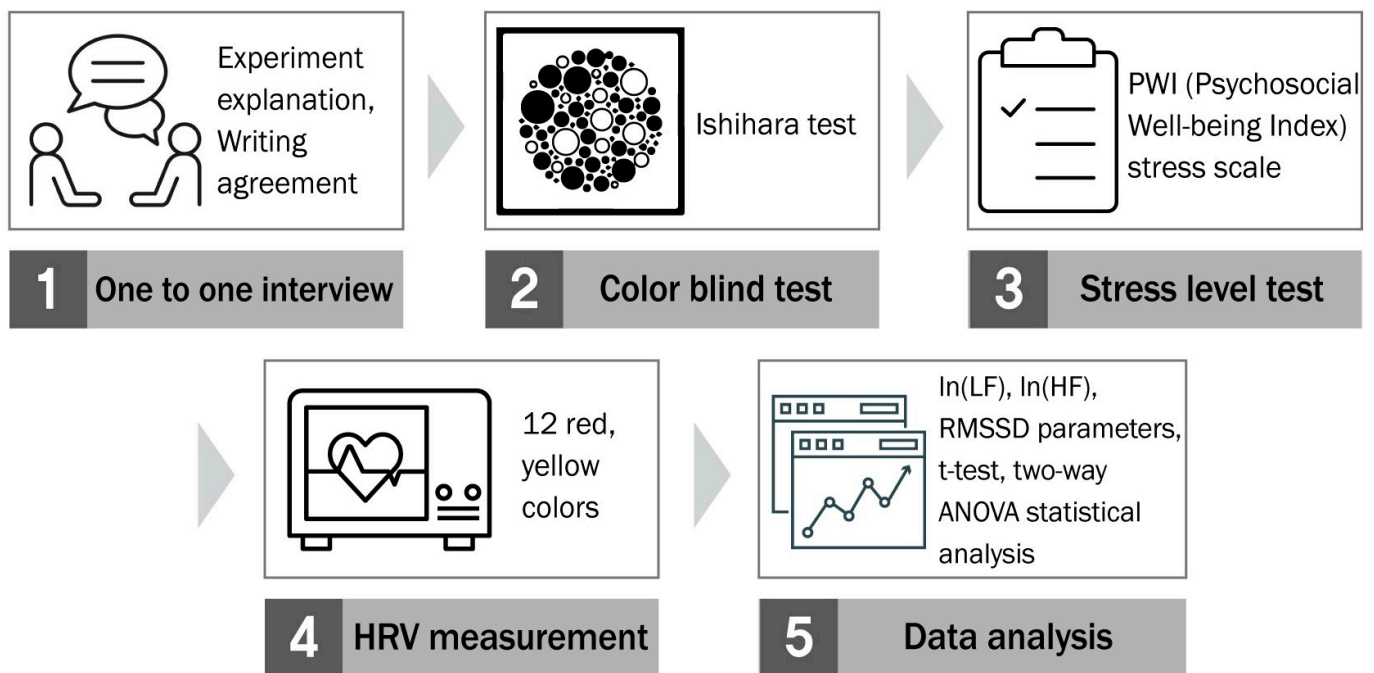 Experiment
explanation,
Writing
agreement
1 One to one interview
Ishihara test
2 Color blind test
PWI (Psychosocial
Well-being Index)
stress scale
3 Stress level test
12 red,
yellow
colors
4 HRV measurement
ln(LF), ln(HF),
RMSSD parameters,
t-test, two-way
ANOVA statistical
analysis
5 Data analysis